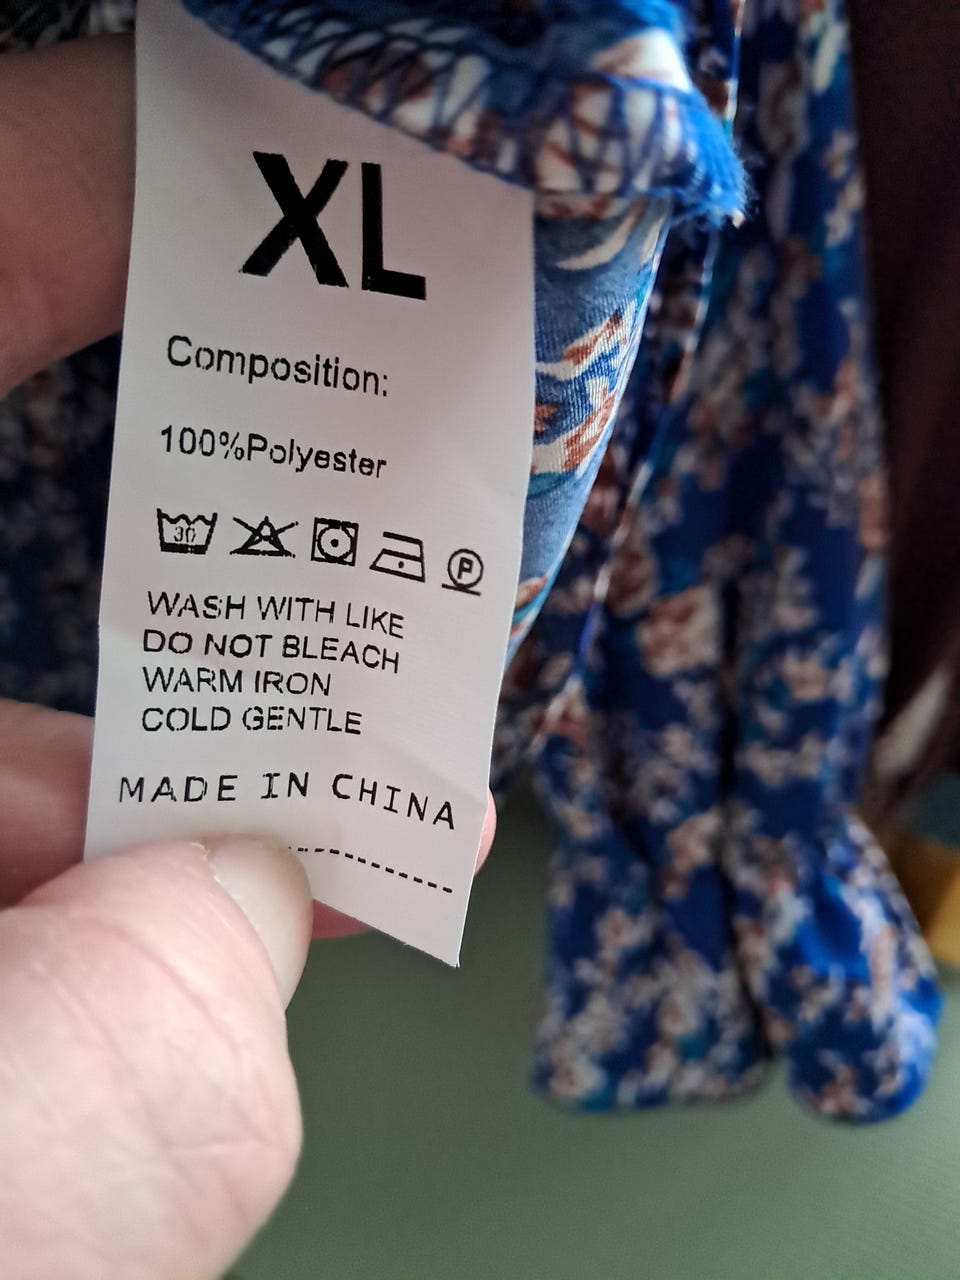 XL
Composition:
100%Polyester
30 P
WASH WITH LIKE
DO NOT BLEACH
WARM IRON
COLD GENTLE
MADE IN CHINA